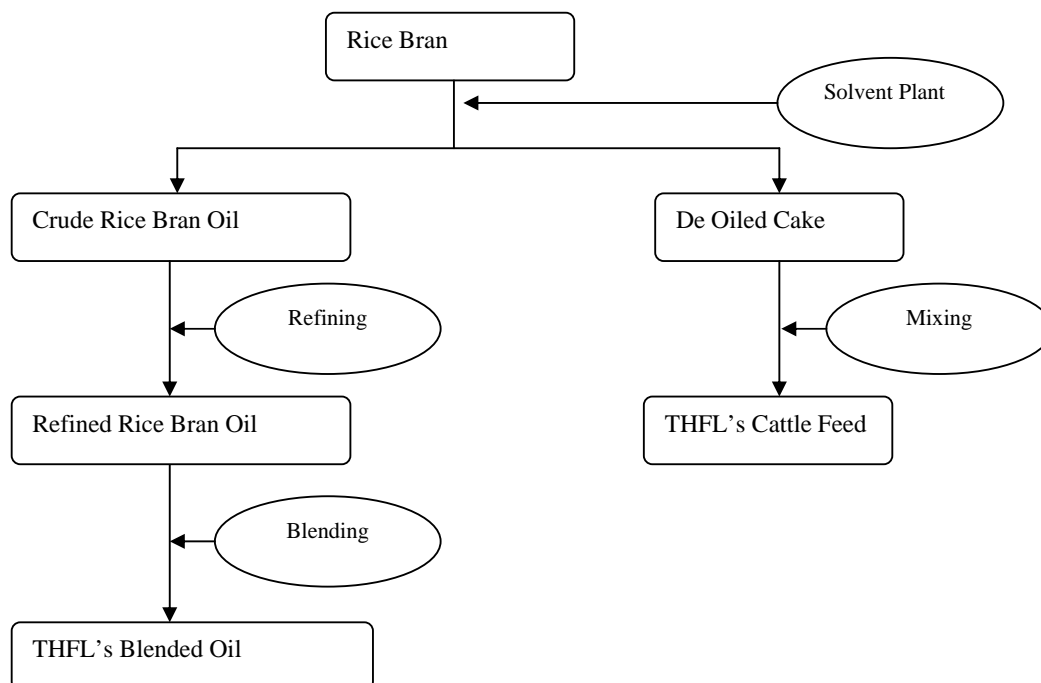 Rice Bran
Solvent Plant
Crude Rice Bran Oil
De Oiled Cake
Refining
Mixing
Refined Rice Bran Oil
THFL’s Cattle Feed
Blending
THFL’s Blended Oil